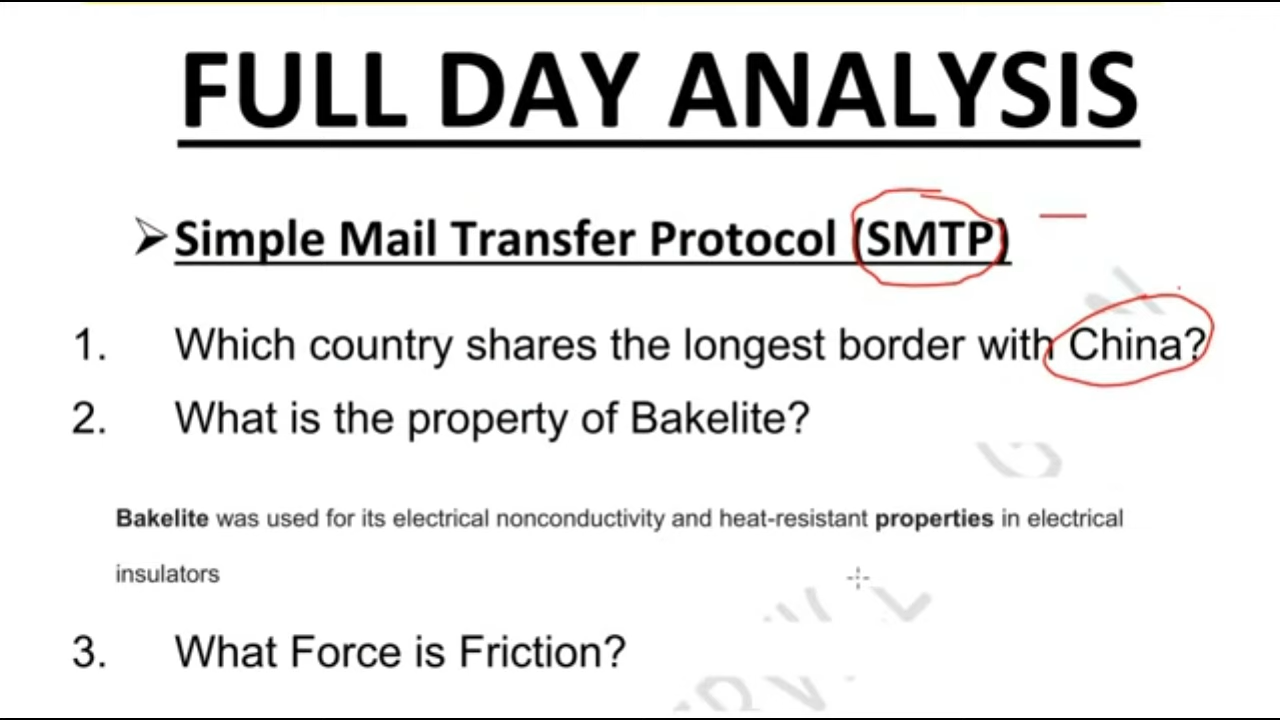 FULL DAY ANALYSIS
➢Simple Mail Transfer Protocol (SMTP)
1. Which country shares the longest border with China?
2. What is the property of Bakelite?
Bakelite was used for its electrical nonconductivity and heat-resistant properties in electrical
insulators
3. What Force is Friction?